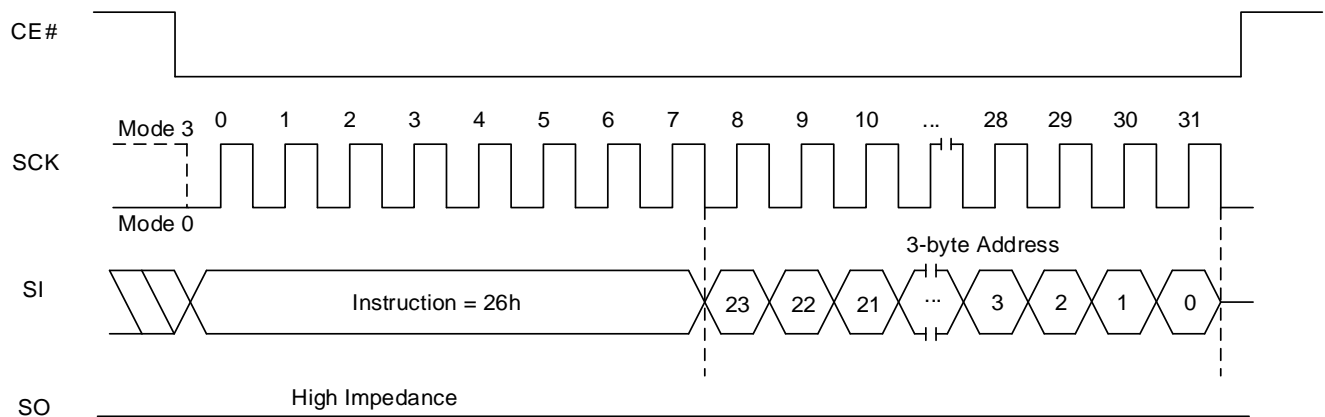 CE#
Mode 3
0 1 2 3 4 5 6 7 8 9 10 ... 28 29 30 31
SCK
Mode 0
3-byte Address
SI
Instruction = 26h
23 22 21 ... 3 2 1 0
High Impedance
SO